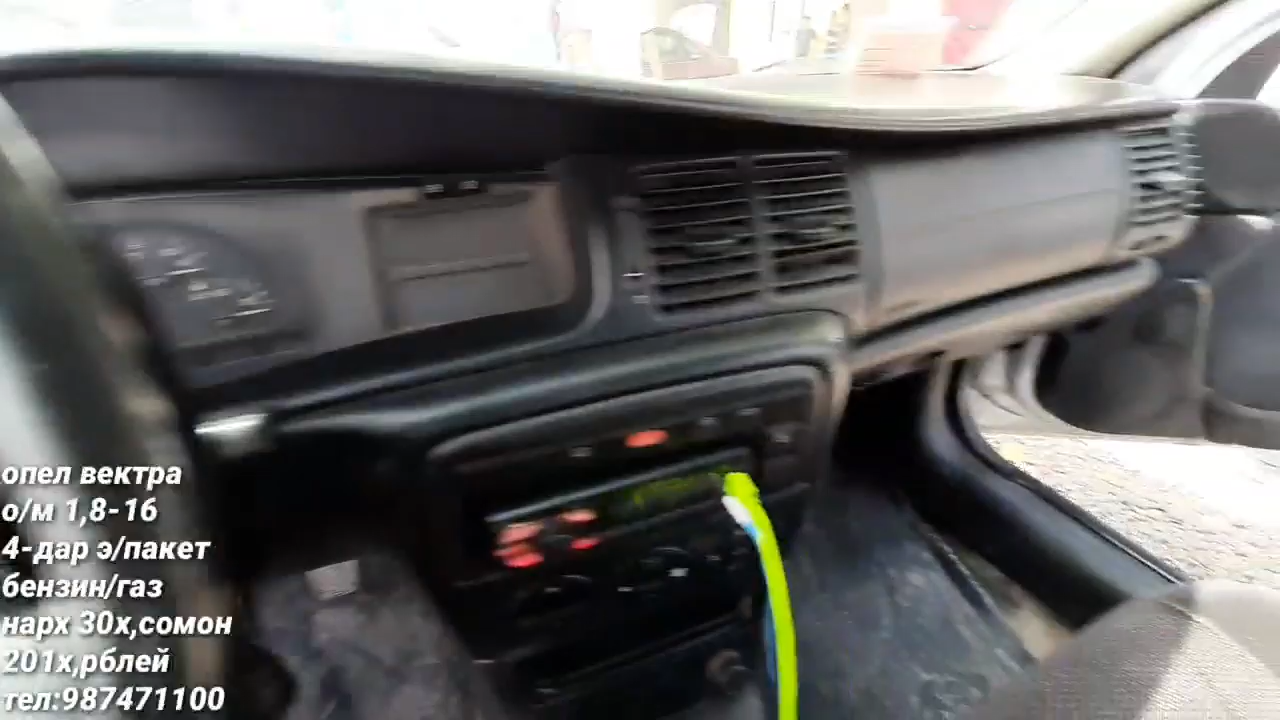 опел вектра
о/м 1,8-16
4-дар э/пакет
бензин/газ
нарх 30х,сомон
201х,рблей
тел:987471100